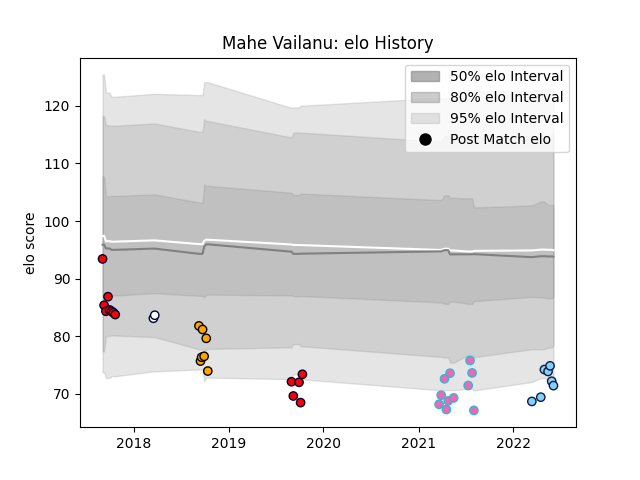 Mahe Vailanu: elo History
50% elo Interval
80% elo Interval
95% elo Interval
Post Match elo
elo score
120
110
100
90
80
70
2018
2019
2020
2021
2022